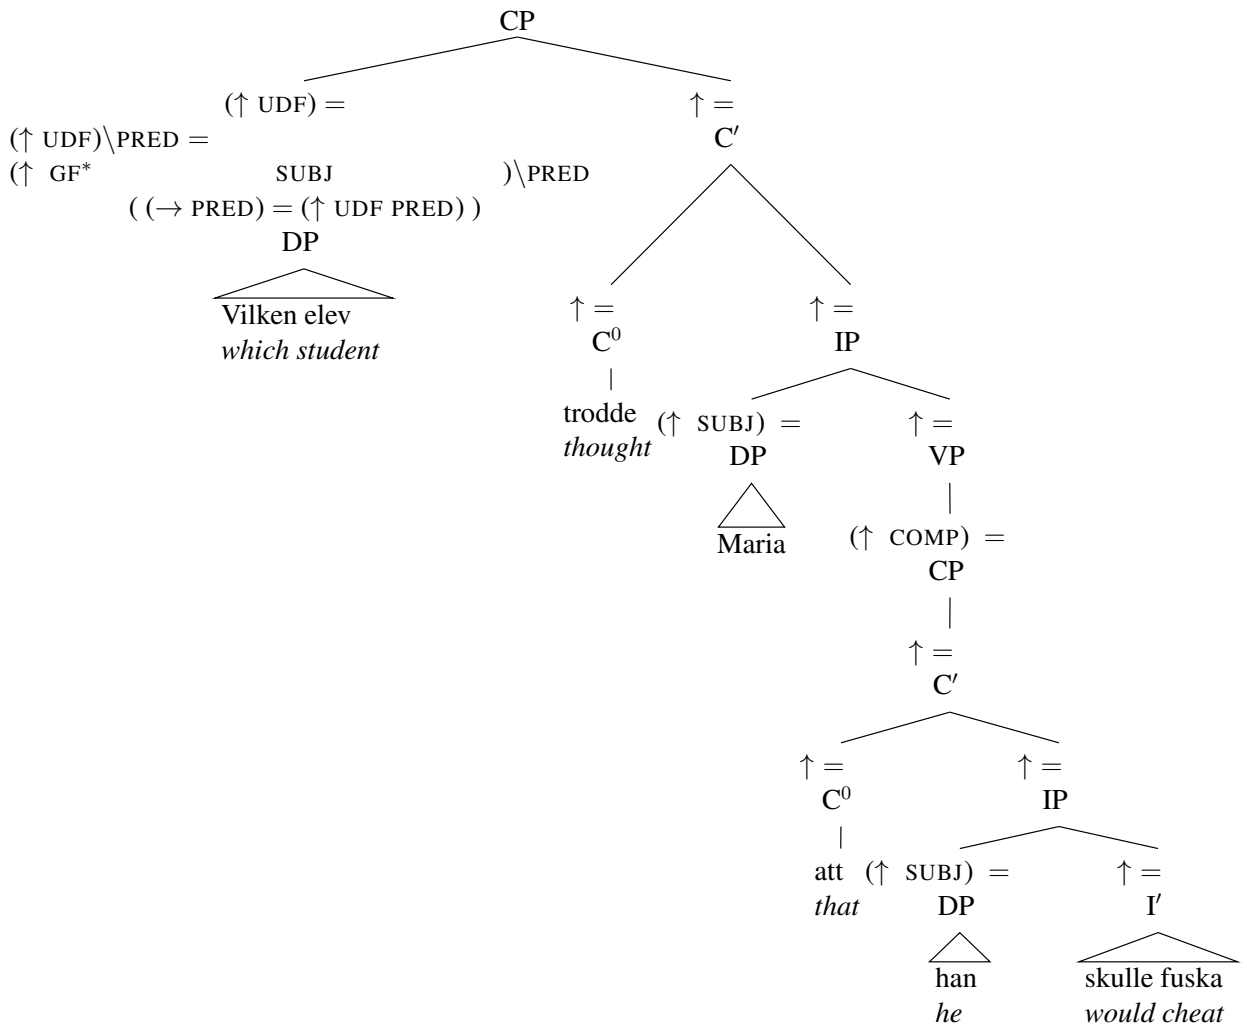 CP
(↑ UDF) = ↑ =
(↑ UDF)\PRED = C′
(↑ GF* SUBJ )\PRED
( (→ PRED) = (↑ UDF PRED) )
DP
Vilken elev
which student
↑ = ↑ =
C⁰ IP
trodde (↑ SUBJ) = ↑ =
thought DP VP
Maria (↑ COMP) =
CP
↑ =
C′
↑ = ↑ =
C⁰ IP
att (↑ SUBJ) = ↑ =
that DP I′
han skulle fuska
he would cheat